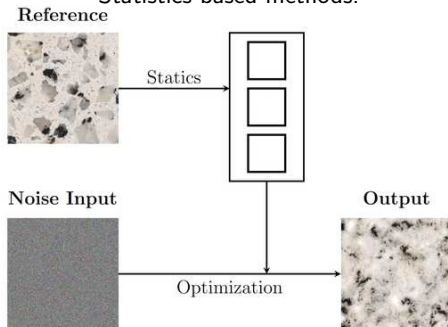 Statistics-based methods:
Reference
Statics
Noise Input
Output
Optimization